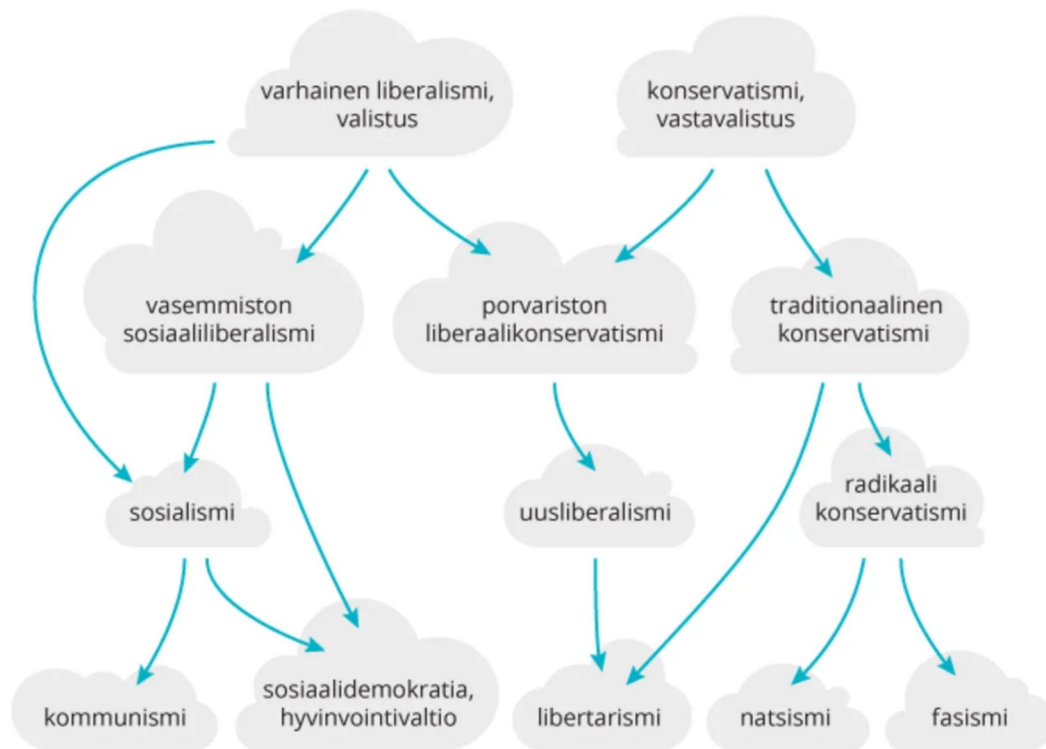 varhainen liberalismi,
valistus
konservatismi,
vastavalistus
vasemmiston
sosiaaliliberalismi
porvariston
liberaalikonservatismi
traditionaalinen
konservatismi
sosialismi
uusliberalismi
radikaali
konservatismi
kommunismi
sosiaalidemokratia,
hyvinvointivaltio
libertarismi
natsismi
fasismi